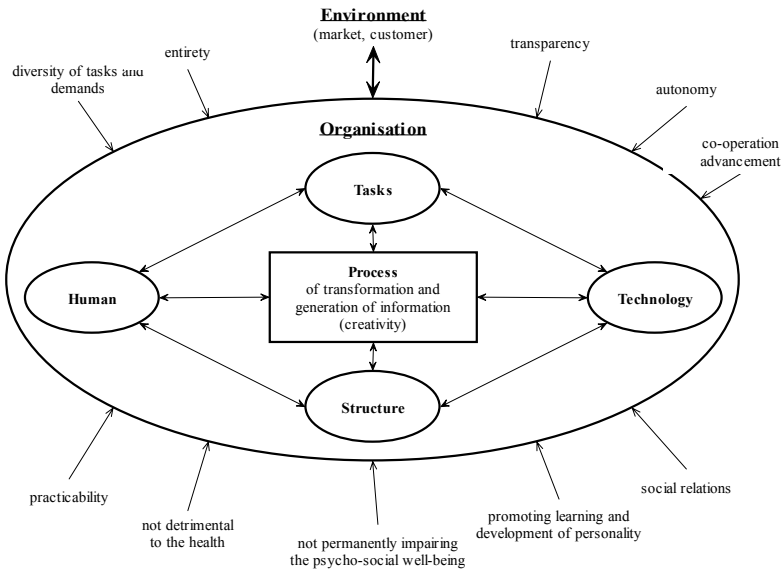 Environment
(market, customer)
transparency
entirety
diversity of tasks and
demands
autonomy
co-operation
advancement
Organisation
Tasks
Process
of transformation and
generation of information
(creativity)
Human
Technology
Structure
practicability
social relations
not detrimental
to the health
not permanently impairing
the psycho-social well-being
promoting learning and
development of personality